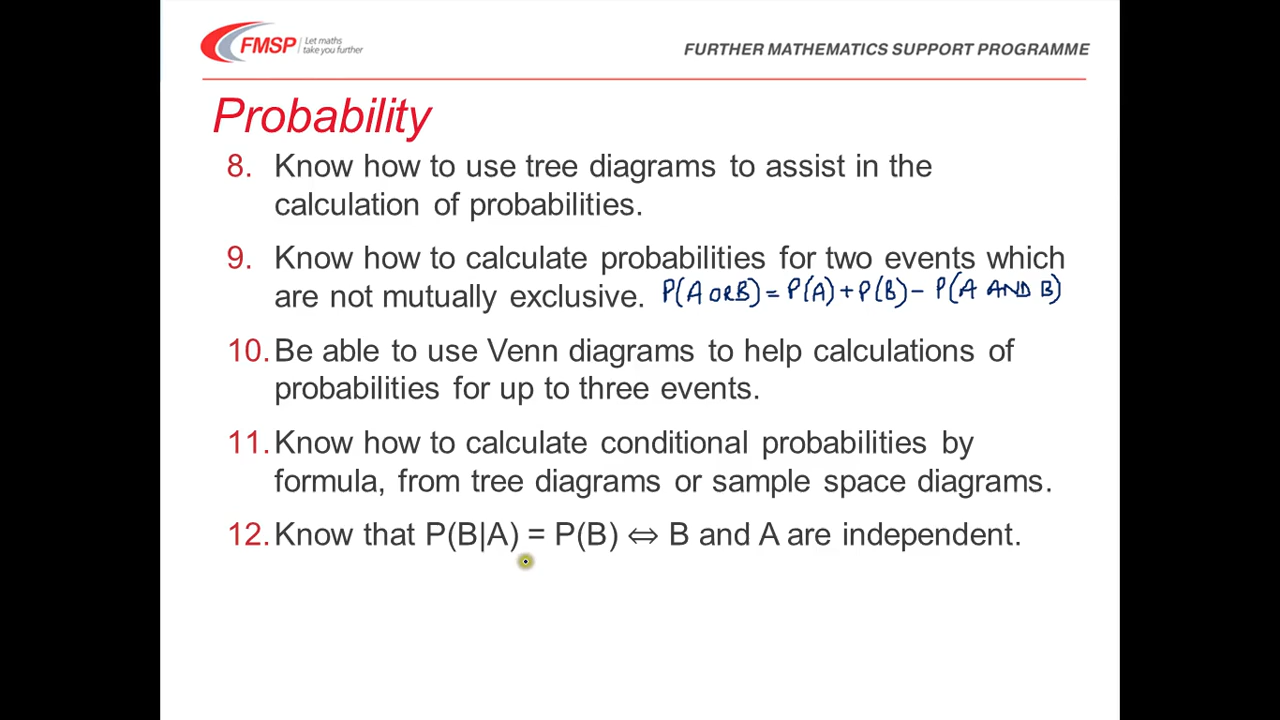 FMSP Let maths
take you further
FURTHER MATHEMATICS SUPPORT PROGRAMME
Probability
8. Know how to use tree diagrams to assist in the
calculation of probabilities.
9. Know how to calculate probabilities for two events which
are not mutually exclusive. P(A OR B) = P(A) + P(B) - P(A AND B)
10. Be able to use Venn diagrams to help calculations of
probabilities for up to three events.
11. Know how to calculate conditional probabilities by
formula, from tree diagrams or sample space diagrams.
12. Know that P(B|A) = P(B) ⇔ B and A are independent.